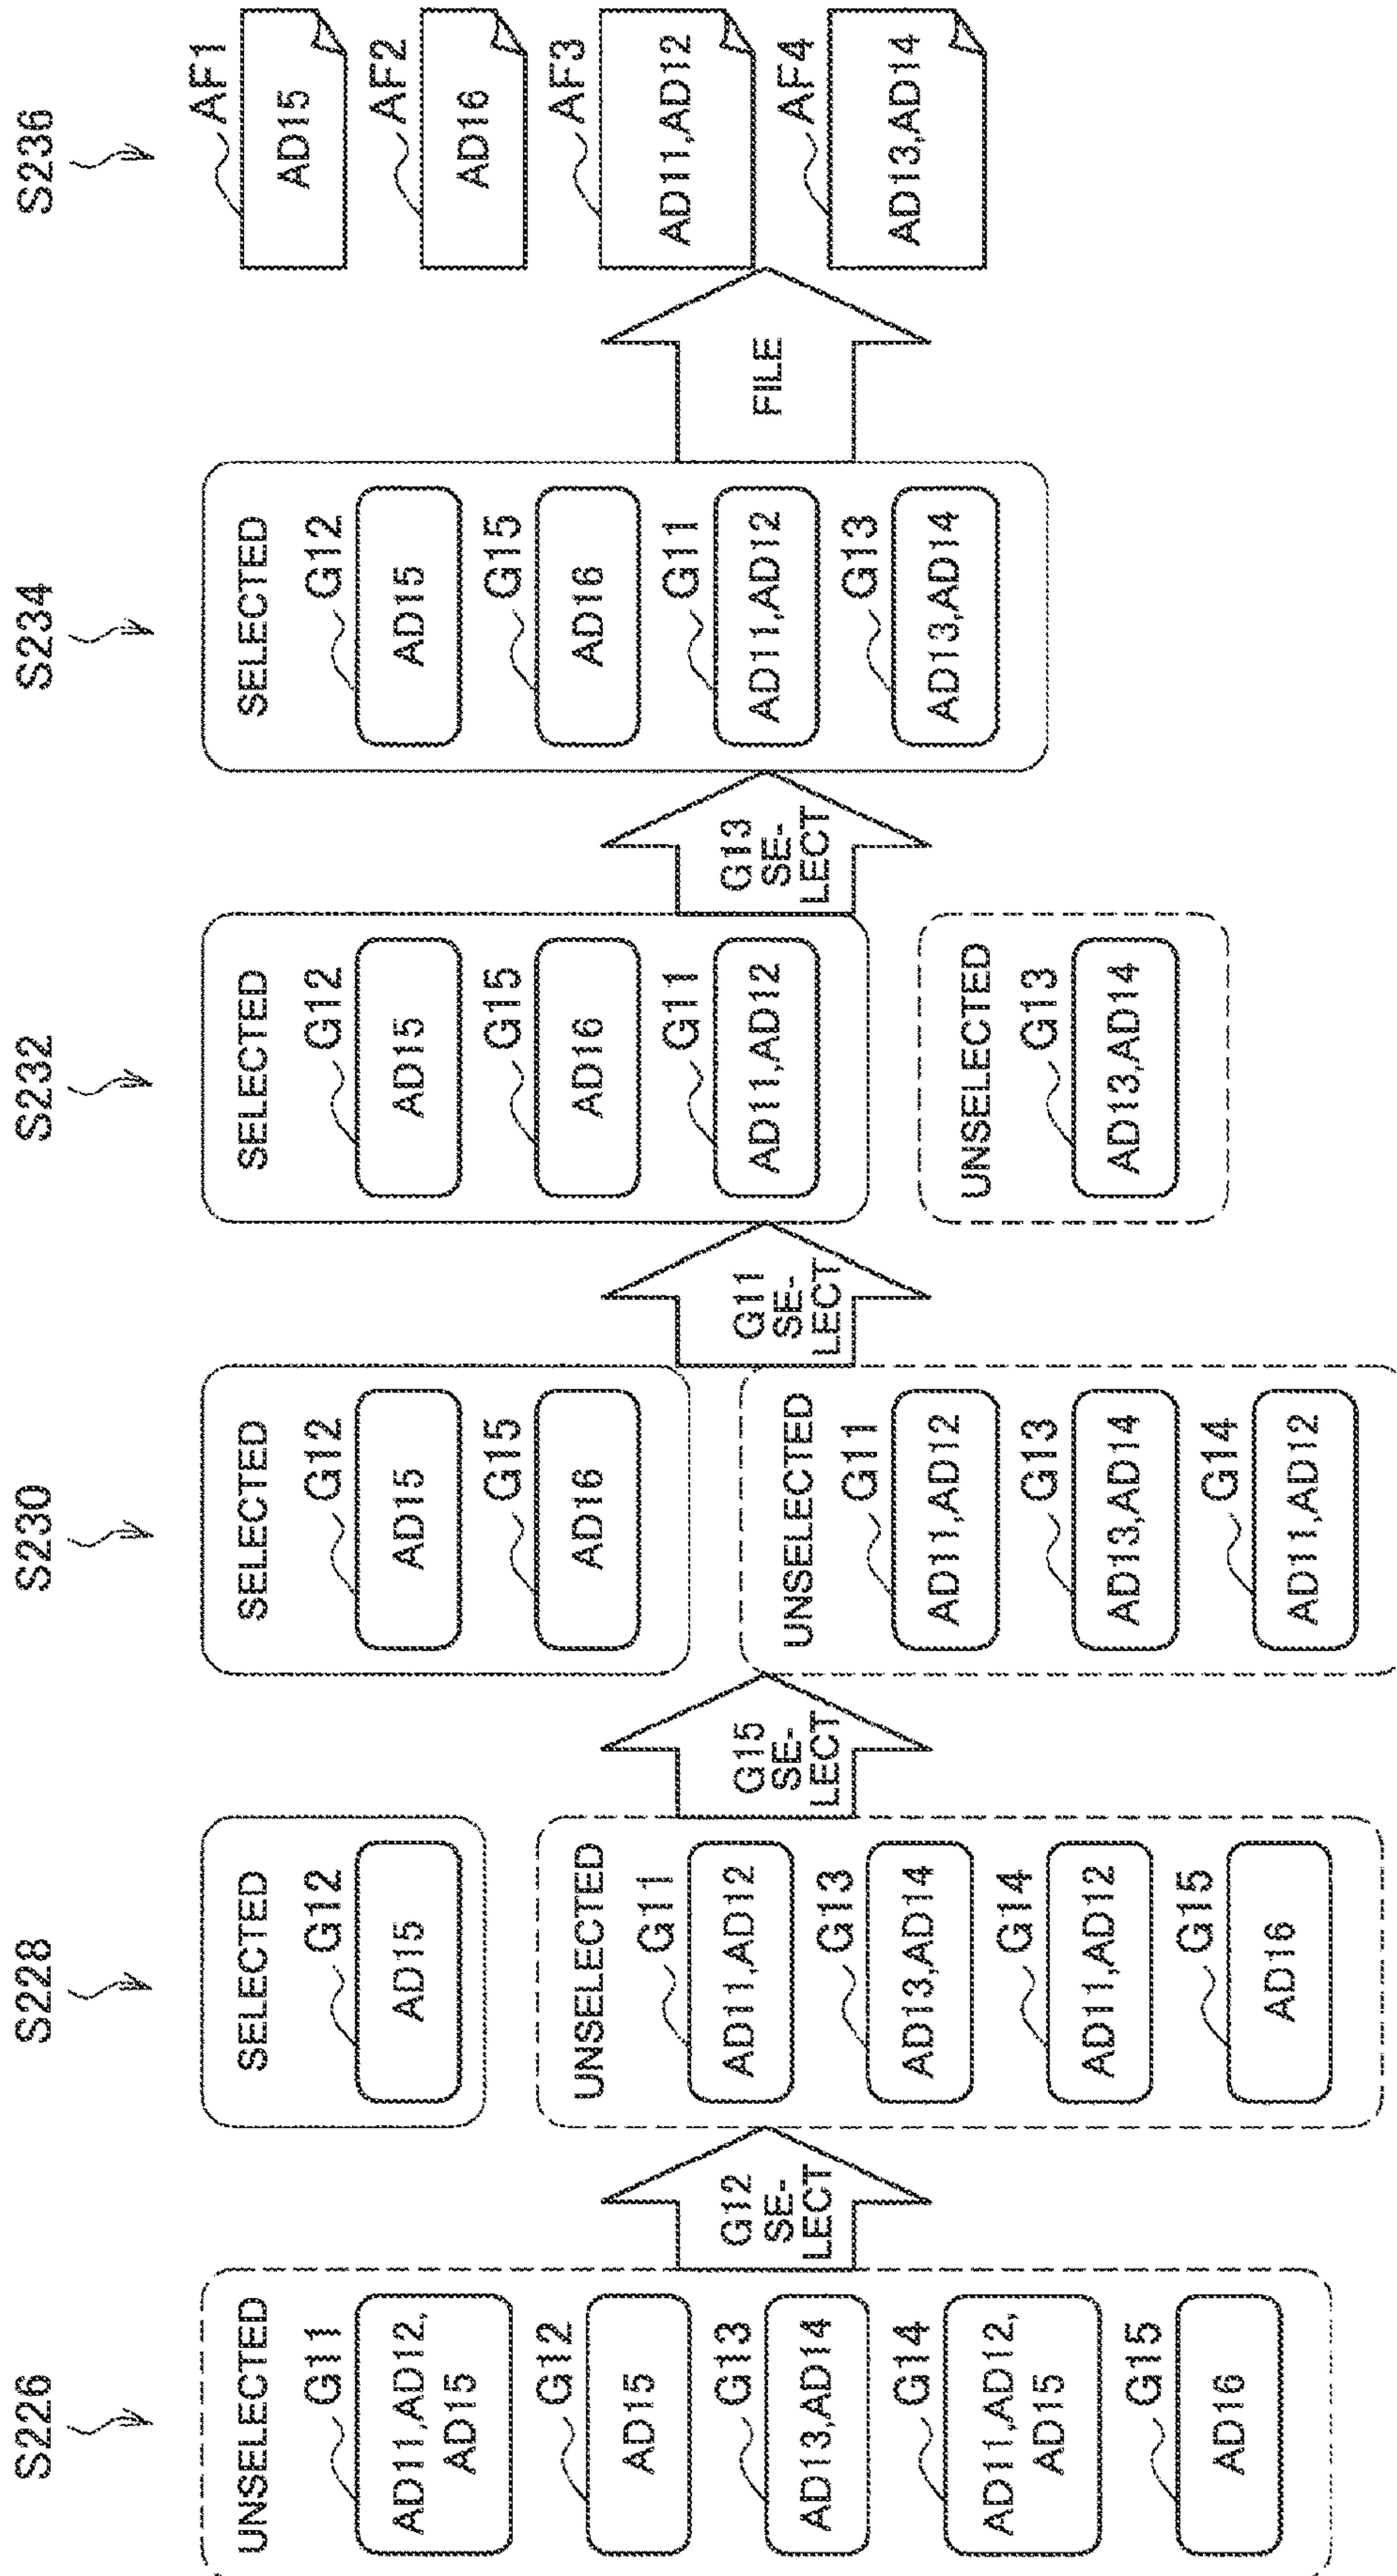 S226
UNSELECTED
G11
AD11,AD12,
AD15
G12
AD15
G13
AD13,AD14
G14
AD11,AD12,
AD15
G15
AD16
G12
SE-
LECT
S228
SELECTED
G12
AD15
UNSELECTED
G11
AD11,AD12
G13
AD13,AD14
G14
AD11,AD12
G15
AD16
G15
SE-
LECT
S230
SELECTED
G12
AD15
G15
AD16
UNSELECTED
G11
AD11,AD12
G13
AD13,AD14
G14
AD11,AD12
G11
SE-
LECT
S232
SELECTED
G12
AD15
G15
AD16
G11
AD11,AD12
UNSELECTED
G13
AD13,AD14
G13
SE-
LECT
S234
SELECTED
G12
AD15
G15
AD16
G11
AD11,AD12
G13
AD13,AD14
FILE
S236
AF1
AD15
AF2
AD16
AF3
AD11,AD12
AF4
AD13,AD14